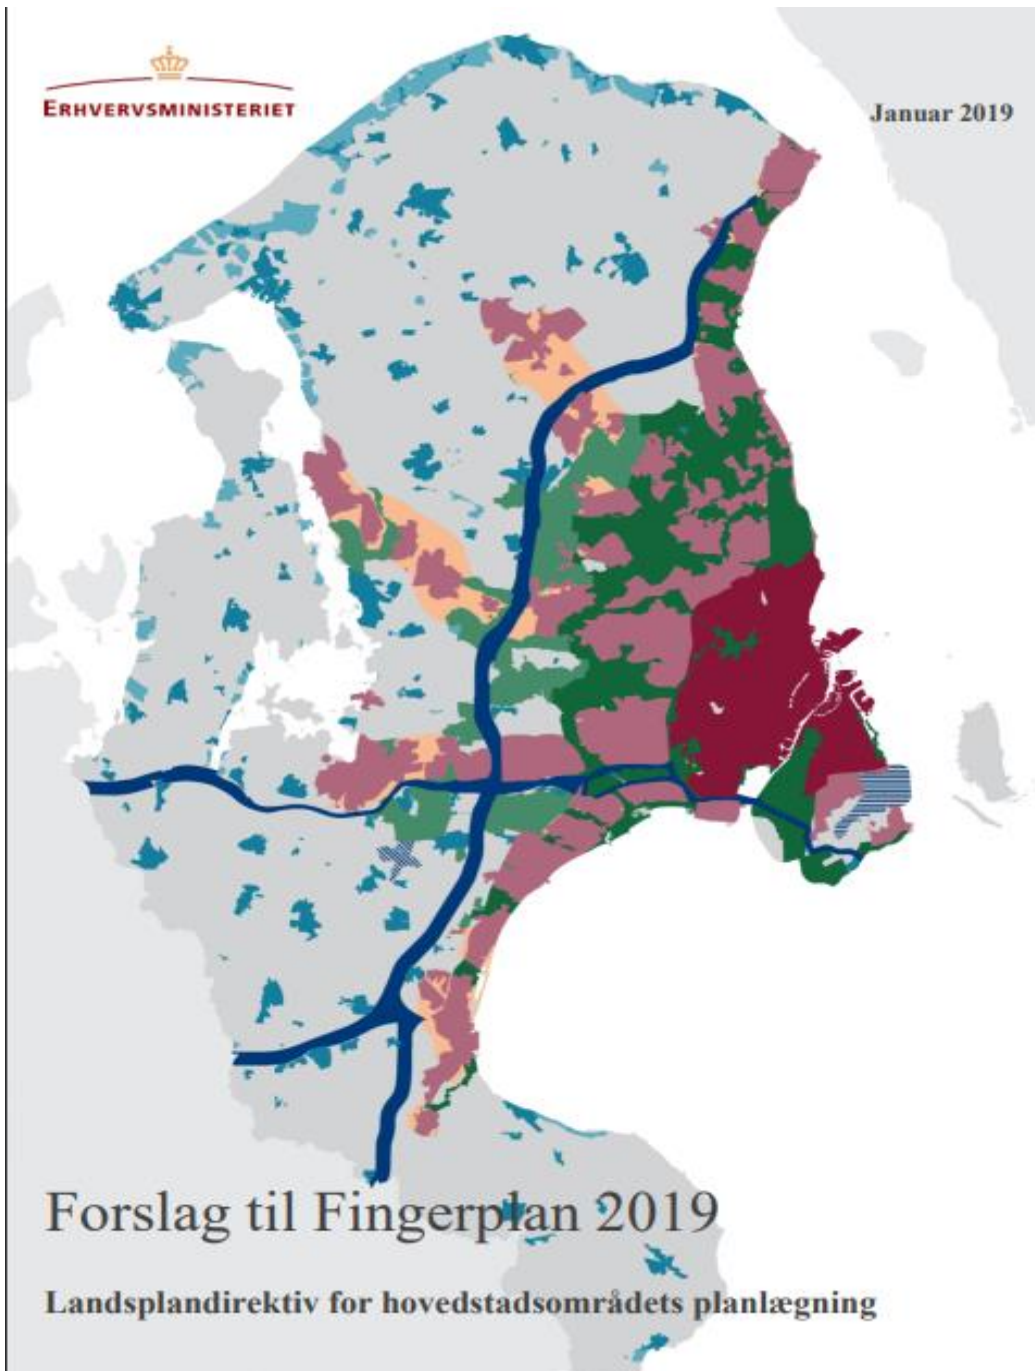 ERHVERVSMINISTERIET
Januar 2019
Forslag til Fingerplan 2019
Landsplandirektiv for hovedstadsområdets planlægning